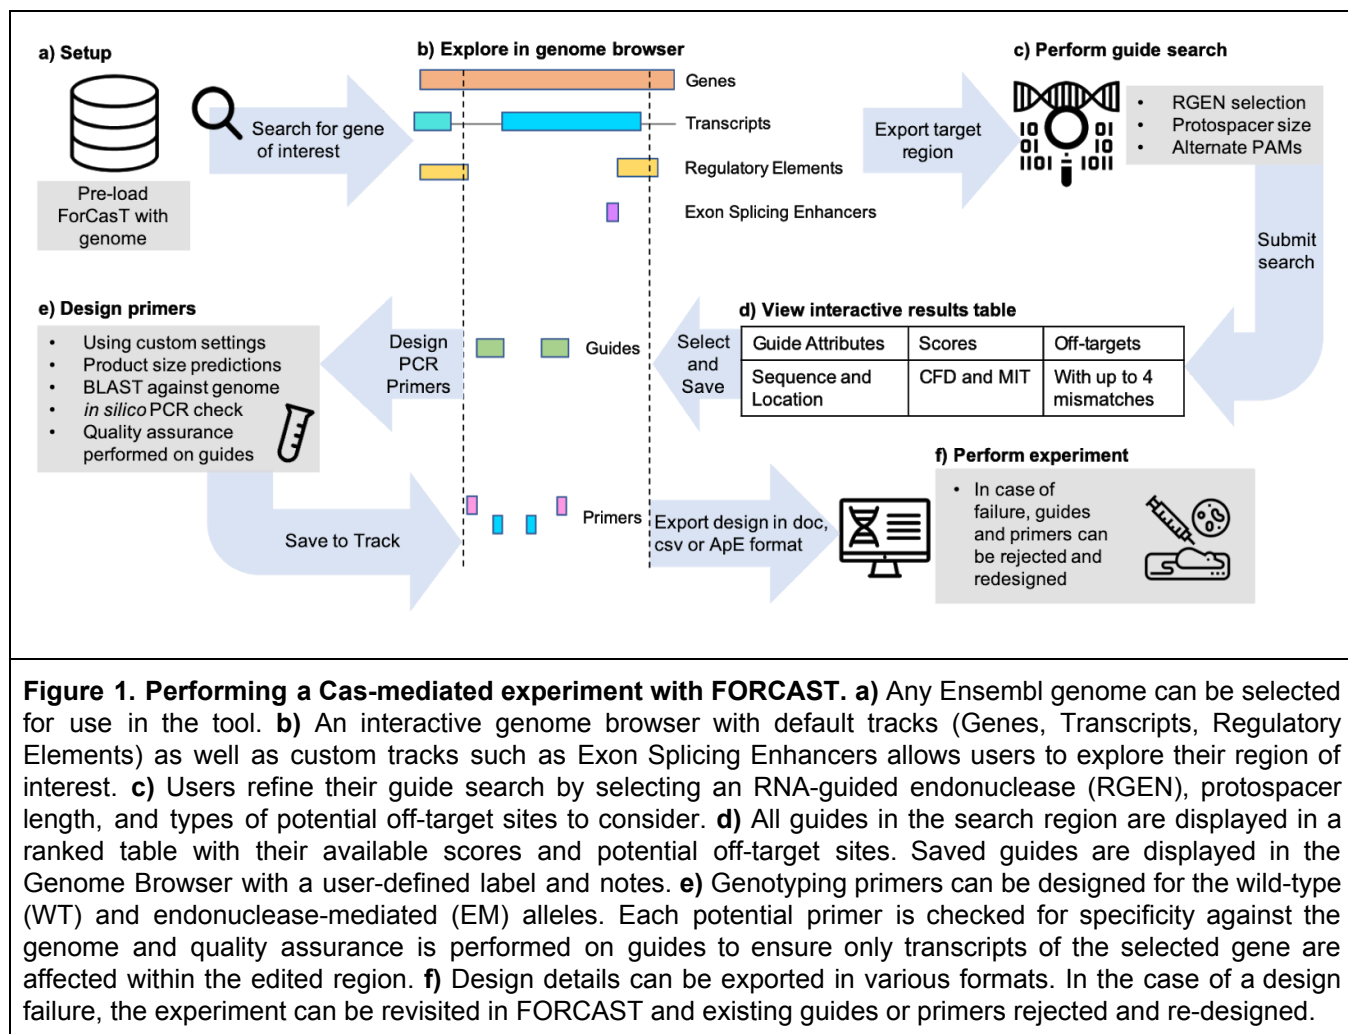 a) Setup
Pre-load
ForCasT with
genome
Search for gene
of interest
b) Explore in genome browser
Genes
Transcripts
Regulatory Elements
Exon Splicing Enhancers
Export target
region
c) Perform guide search
10 01
10 10
1101 1011
• RGEN selection
• Protospacer size
• Alternate PAMs
Submit
search
d) View interactive results table
Guide Attributes Scores Off-targets
Sequence and CFD and MIT With up to 4
Location mismatches
Select
and
Save
Guides
Design
PCR
Primers
e) Design primers
• Using custom settings
• Product size predictions
• BLAST against genome
• in silico PCR check
• Quality assurance
performed on guides
Save to Track
Primers
Export design in doc,
csv or ApE format
f) Perform experiment
• In case of
failure, guides
and primers can
be rejected and
redesigned
Figure 1. Performing a Cas-mediated experiment with FORCAST. a) Any Ensembl genome can be selected
for use in the tool. b) An interactive genome browser with default tracks (Genes, Transcripts, Regulatory
Elements) as well as custom tracks such as Exon Splicing Enhancers allows users to explore their region of
interest. c) Users refine their guide search by selecting an RNA-guided endonuclease (RGEN), protospacer
length, and types of potential off-target sites to consider. d) All guides in the search region are displayed in a
ranked table with their available scores and potential off-target sites. Saved guides are displayed in the
Genome Browser with a user-defined label and notes. e) Genotyping primers can be designed for the wild-type
(WT) and endonuclease-mediated (EM) alleles. Each potential primer is checked for specificity against the
genome and quality assurance is performed on guides to ensure only transcripts of the selected gene are
affected within the edited region. f) Design details can be exported in various formats. In the case of a design
failure, the experiment can be revisited in FORCAST and existing guides or primers rejected and re-designed.